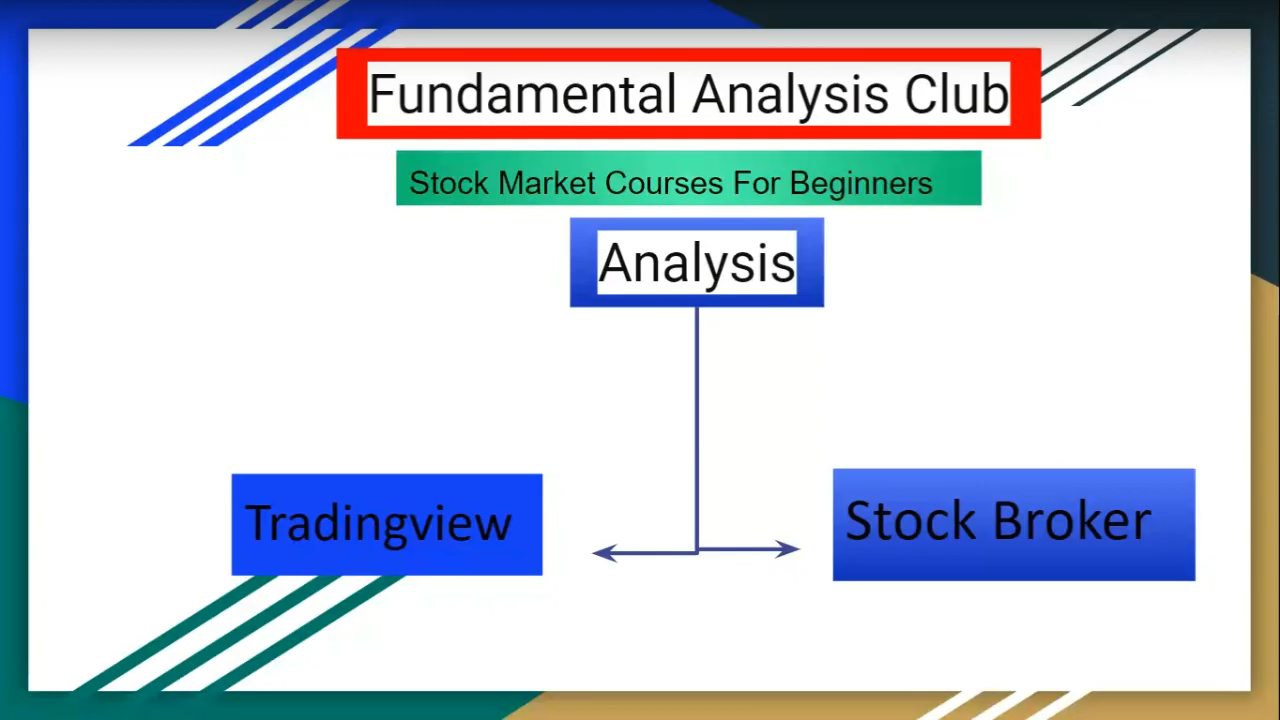 Fundamental Analysis Club
Stock Market Courses For Beginners
Analysis
Tradingview
Stock Broker